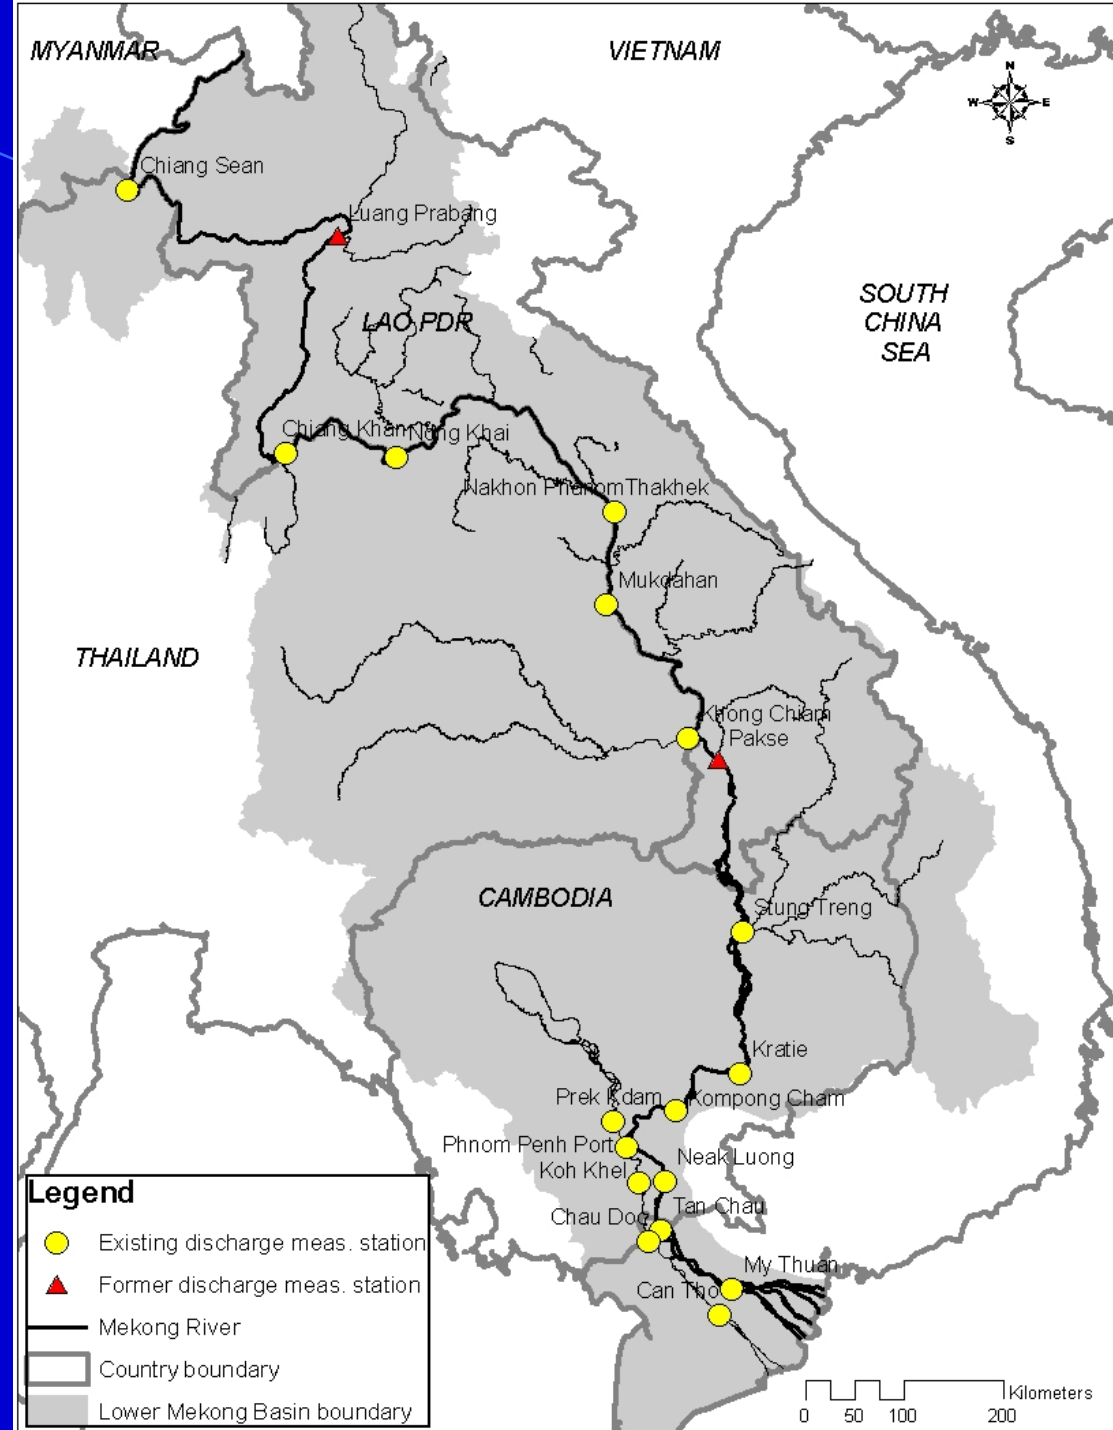 MYANMAR
VIETNAM
N
W
E
S
Chiang Sean
Luang Prabang
LAO PDR
SOUTH
CHINA
SEA
Chiang Khan
Nong Khai
Nakhon Phanom
Thakhek
Mukdahan
THAILAND
Khong Chiam
Pakse
CAMBODIA
Stung Treng
Kratie
Prek Kdam
Kompong Cham
Phnom Penh Port
Neak Luong
Koh Khel
Tan Chau
Chau Doc
My Thuan
Can Tho
Legend
Existing discharge meas. station
Former discharge meas. station
Mekong River
Country boundary
Lower Mekong Basin boundary
Kilometers
0 50 100 200